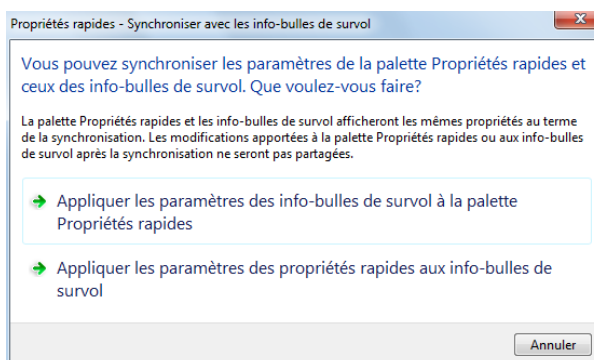 Propriétés rapides - Synchroniser avec les info-bulles de survol
Vous pouvez synchroniser les paramètres de la palette Propriétés rapides et
ceux des info-bulles de survol. Que voulez-vous faire?
La palette Propriétés rapides et les info-bulles de survol afficheront les mêmes propriétés au terme
de la synchronisation. Les modifications apportées à la palette Propriétés rapides ou aux info-bulles
de survol après la synchronisation ne seront pas partagées.
Appliquer les paramètres des info-bulles de survol à la palette
Propriétés rapides
Appliquer les paramètres des propriétés rapides aux info-bulles de
survol
Annuler